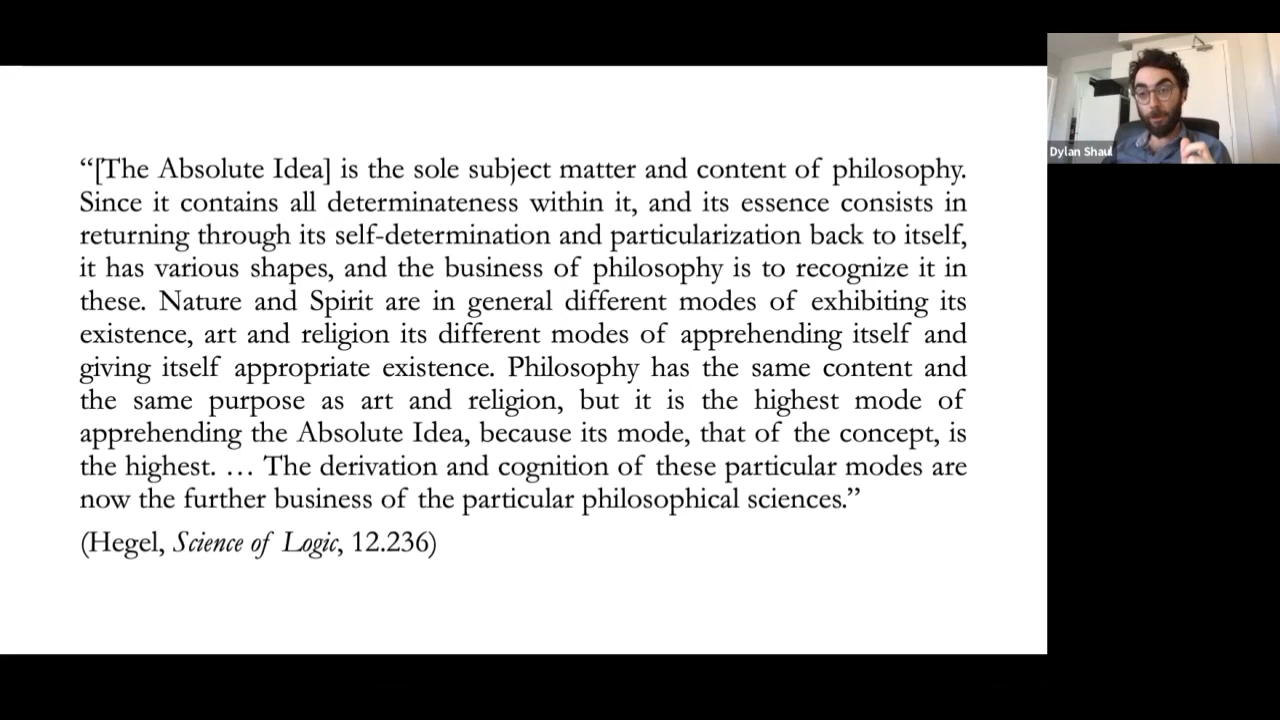 “[The Absolute Idea] is the sole subject matter and content of philosophy.
Since it contains all determinateness within it, and its essence consists in
returning through its self-determination and particularization back to itself,
it has various shapes, and the business of philosophy is to recognize it in
these. Nature and Spirit are in general different modes of exhibiting its
existence, art and religion its different modes of apprehending itself and
giving itself appropriate existence. Philosophy has the same content and
the same purpose as art and religion, but it is the highest mode of
apprehending the Absolute Idea, because its mode, that of the concept, is
the highest. … The derivation and cognition of these particular modes are
now the further business of the particular philosophical sciences.”
(Hegel, Science of Logic, 12.236)
Dylan Shaul